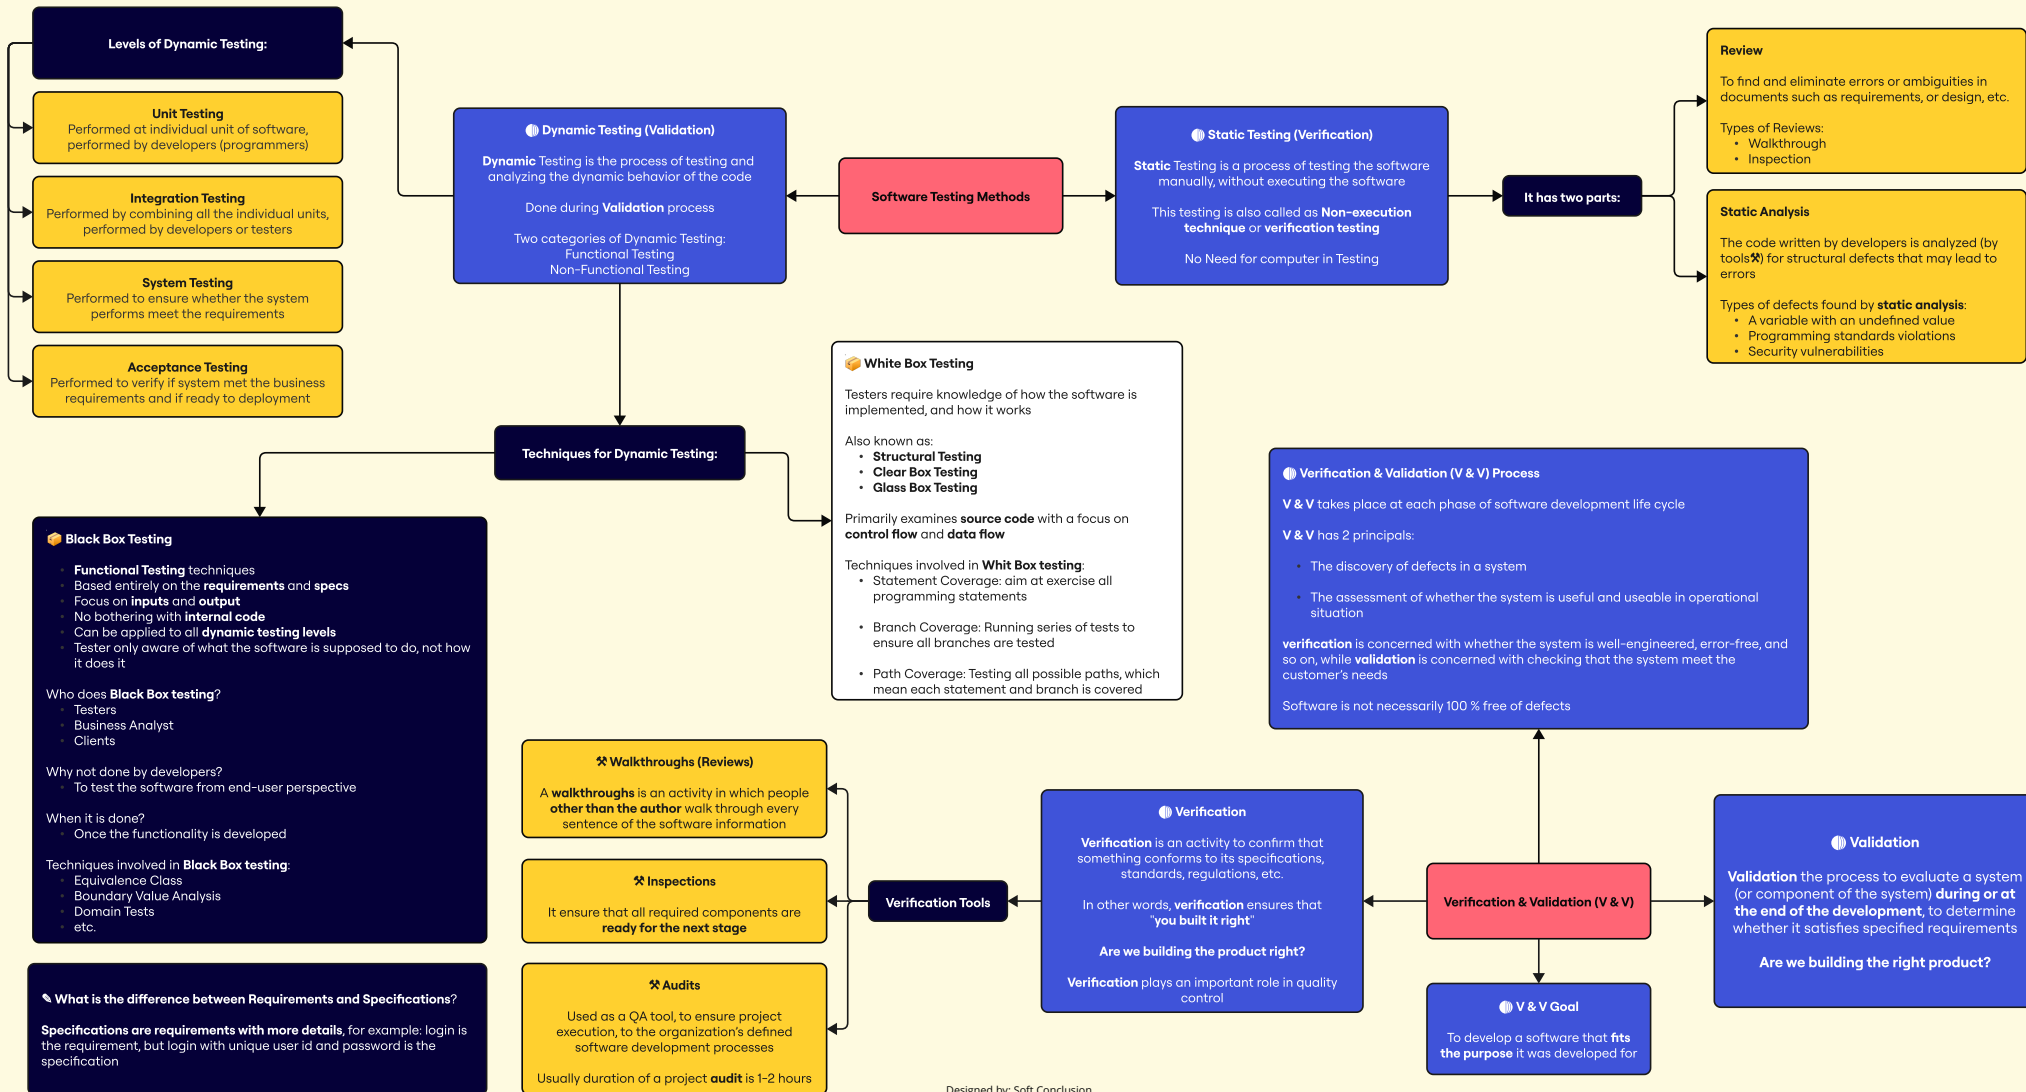 Levels of Dynamic Testing:
Unit Testing
Performed at individual unit of software,
performed by developers (programmers)
Integration Testing
Performed by combining all the individual units,
performed by developers or testers
System Testing
Performed to ensure whether the system
performs meet the requirements
Acceptance Testing
Performed to verify if system met the business
requirements and if ready to deployment
Dynamic Testing (Validation)
Dynamic Testing is the process of testing and
analyzing the dynamic behavior of the code
Done during Validation process
Two categories of Dynamic Testing:
Functional Testing
Non-Functional Testing
Software Testing Methods
Static Testing (Verification)
Static Testing is a process of testing the software
manually, without executing the software
This testing is also called as Non-execution
technique or verification testing
No Need for computer in Testing
It has two parts:
Review
To find and eliminate errors or ambiguities in
documents such as requirements, or design, etc.
Types of Reviews:
• Walkthrough
• Inspection
Static Analysis
The code written by developers is analyzed (by
tools⚒) for structural defects that may lead to
errors
Types of defects found by static analysis:
• A variable with an undefined value
• Programming standards violations
• Security vulnerabilities
Techniques for Dynamic Testing:
White Box Testing
Testers require knowledge of how the software is
implemented, and how it works
Also known as:
• Structural Testing
• Clear Box Testing
• Glass Box Testing
Primarily examines source code with a focus on
control flow and data flow
Techniques involved in Whit Box testing:
• Statement Coverage: aim at exercise all
programming statements
• Branch Coverage: Running series of tests to
ensure all branches are tested
• Path Coverage: Testing all possible paths, which
mean each statement and branch is covered
Black Box Testing
• Functional Testing techniques
• Based entirely on the requirements and specs
• Focus on inputs and output
• No bothering with internal code
• Can be applied to all dynamic testing levels
• Tester only aware of what the software is supposed to do, not how
it does it
Who does Black Box testing?
• Testers
• Business Analyst
• Clients
Why not done by developers?
• To test the software from end-user perspective
When it is done?
• Once the functionality is developed
Techniques involved in Black Box testing:
• Equivalence Class
• Boundary Value Analysis
• Domain Tests
• etc.
✎ What is the difference between Requirements and Specifications?
Specifications are requirements with more details, for example: login is
the requirement, but login with unique user id and password is the
specification
Verification & Validation (V & V) Process
V & V takes place at each phase of software development life cycle
V & V has 2 principals:
• The discovery of defects in a system
• The assessment of whether the system is useful and useable in operational
situation
verification is concerned with whether the system is well-engineered, error-free, and
so on, while validation is concerned with checking that the system meet the
customer's needs
Software is not necessarily 100 % free of defects
⚒ Walkthroughs (Reviews)
A walkthroughs is an activity in which people
other than the author walk through every
sentence of the software information
⚒ Inspections
It ensure that all required components are
ready for the next stage
⚒ Audits
Used as a QA tool, to ensure project
execution, to the organization's defined
software development processes
Usually duration of a project audit is 1-2 hours
Verification Tools
Verification
Verification is an activity to confirm that
something conforms to its specifications,
standards, regulations, etc.
In other words, verification ensures that
"you built it right"
Are we building the product right?
Verification plays an important role in quality
control
Verification & Validation (V & V)
Validation
Validation the process to evaluate a system
(or component of the system) during or at
the end of the development, to determine
whether it satisfies specified requirements
Are we building the right product?
V & V Goal
To develop a software that fits
the purpose it was developed for
Designed by: Soft Conclusion